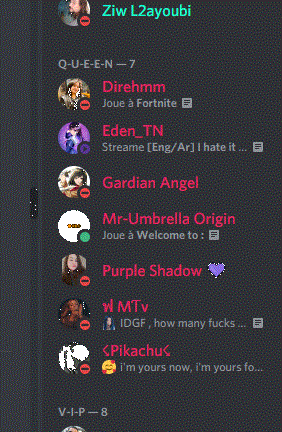 Ziw L2ayoubi
Q-U-E-E-N — 7
Direhmm
Joue à Fortnite
Eden_TN
Streame [Eng/Ar] I hate it ...
Gardian Angel
Mr-Umbrella Origin
Joue à Welcome to :
Purple Shadow 💜
ฟ MTv
IDGF , how many fucks ...
☇Pikachu☇
🥰 i'm yours now, i'm yours fo...
V-I-P — 8